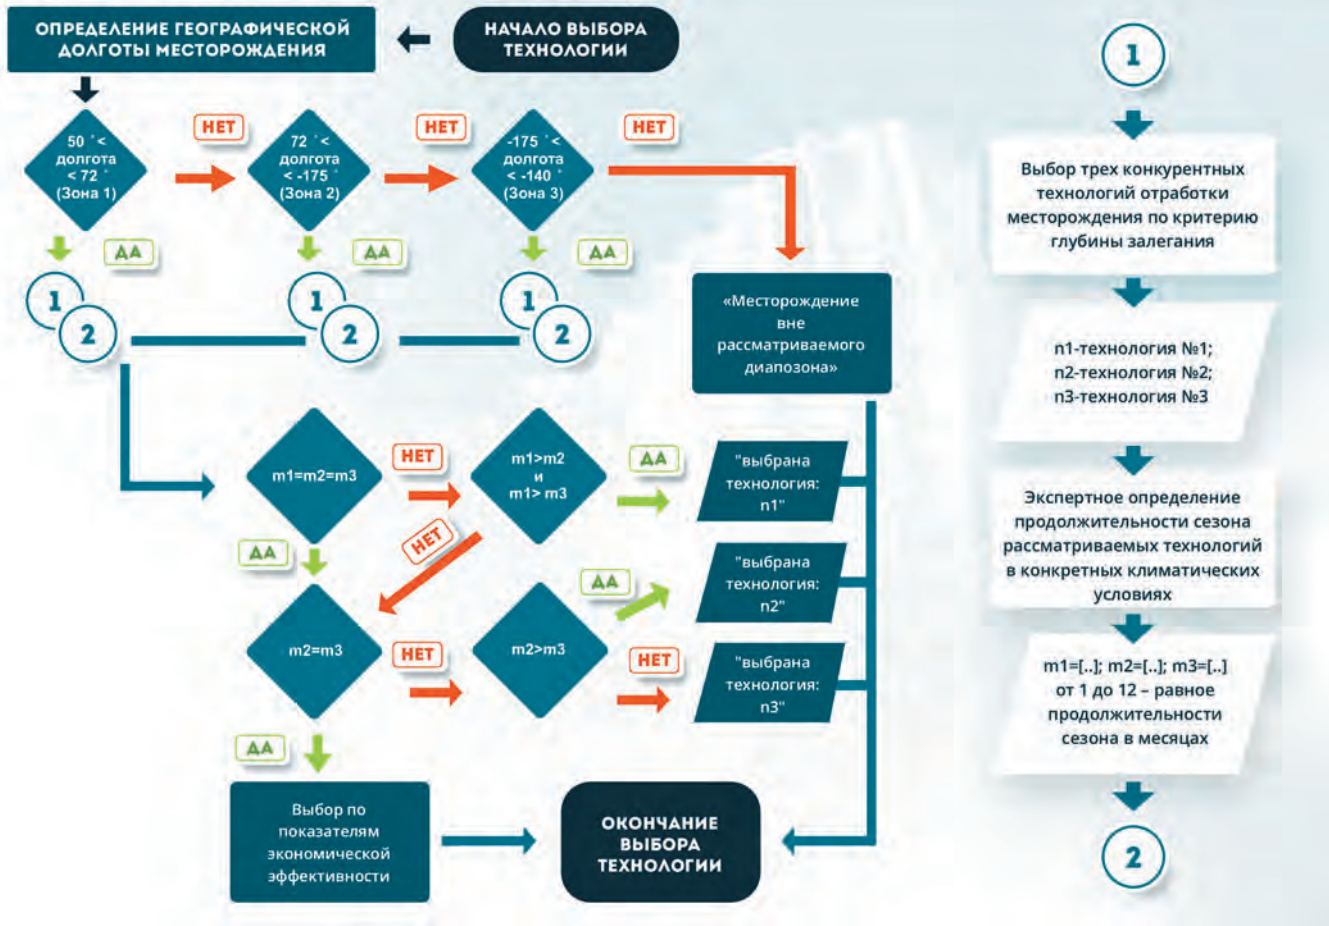 ОПРЕДЕЛЕНИЕ ГЕОГРАФИЧЕСКОЙ
ДОЛГОТЫ МЕСТОРОЖДЕНИЯ
НАЧАЛО ВЫБОРА
ТЕХНОЛОГИИ
50 ° <
долгота
< 72 °
(Зона 1)
НЕТ
72 ° <
долгота
< -175 °
(Зона 2)
НЕТ
-175 ° <
долгота
< -140 °
(Зона 3)
НЕТ
ДА
ДА
ДА
1
2
1
2
1
2
«Месторождение
вне
рассматриваемого
диапозона»
m1=m2=m3
НЕТ
m1>m2
и
m1> m3
ДА
"выбрана
технология:
n1"
ДА
НЕТ
ДА
"выбрана
технология:
n2"
m2=m3
НЕТ
m2>m3
НЕТ
"выбрана
технология:
n3"
ДА
Выбор по
показателям
экономической
эффективности
ОКОНЧАНИЕ
ВЫБОРА
ТЕХНОЛОГИИ
1
Выбор трех конкурентных
технологий отработки
месторождения по критерию
глубины залегания
n1-технология №1;
n2-технология №2;
n3-технология №3
Экспертное определение
продолжительности сезона
рассматриваемых технологий
в конкретных климатических
условиях
m1=[..]; m2=[..]; m3=[..]
от 1 до 12 – равное
продолжительности
сезона в месяцах
2